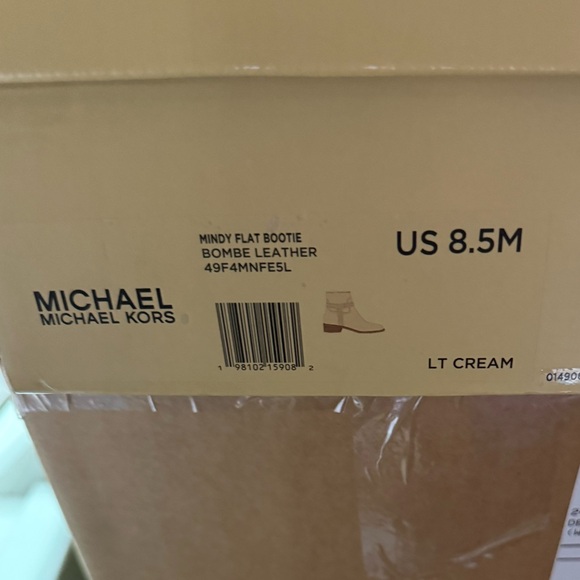 MINDY FLAT BOOTIE
BOMBE LEATHER
49F4MNFE5L
US 8.5M
MICHAEL
MICHAEL KORS
1 98102 15908 2
LT CREAM